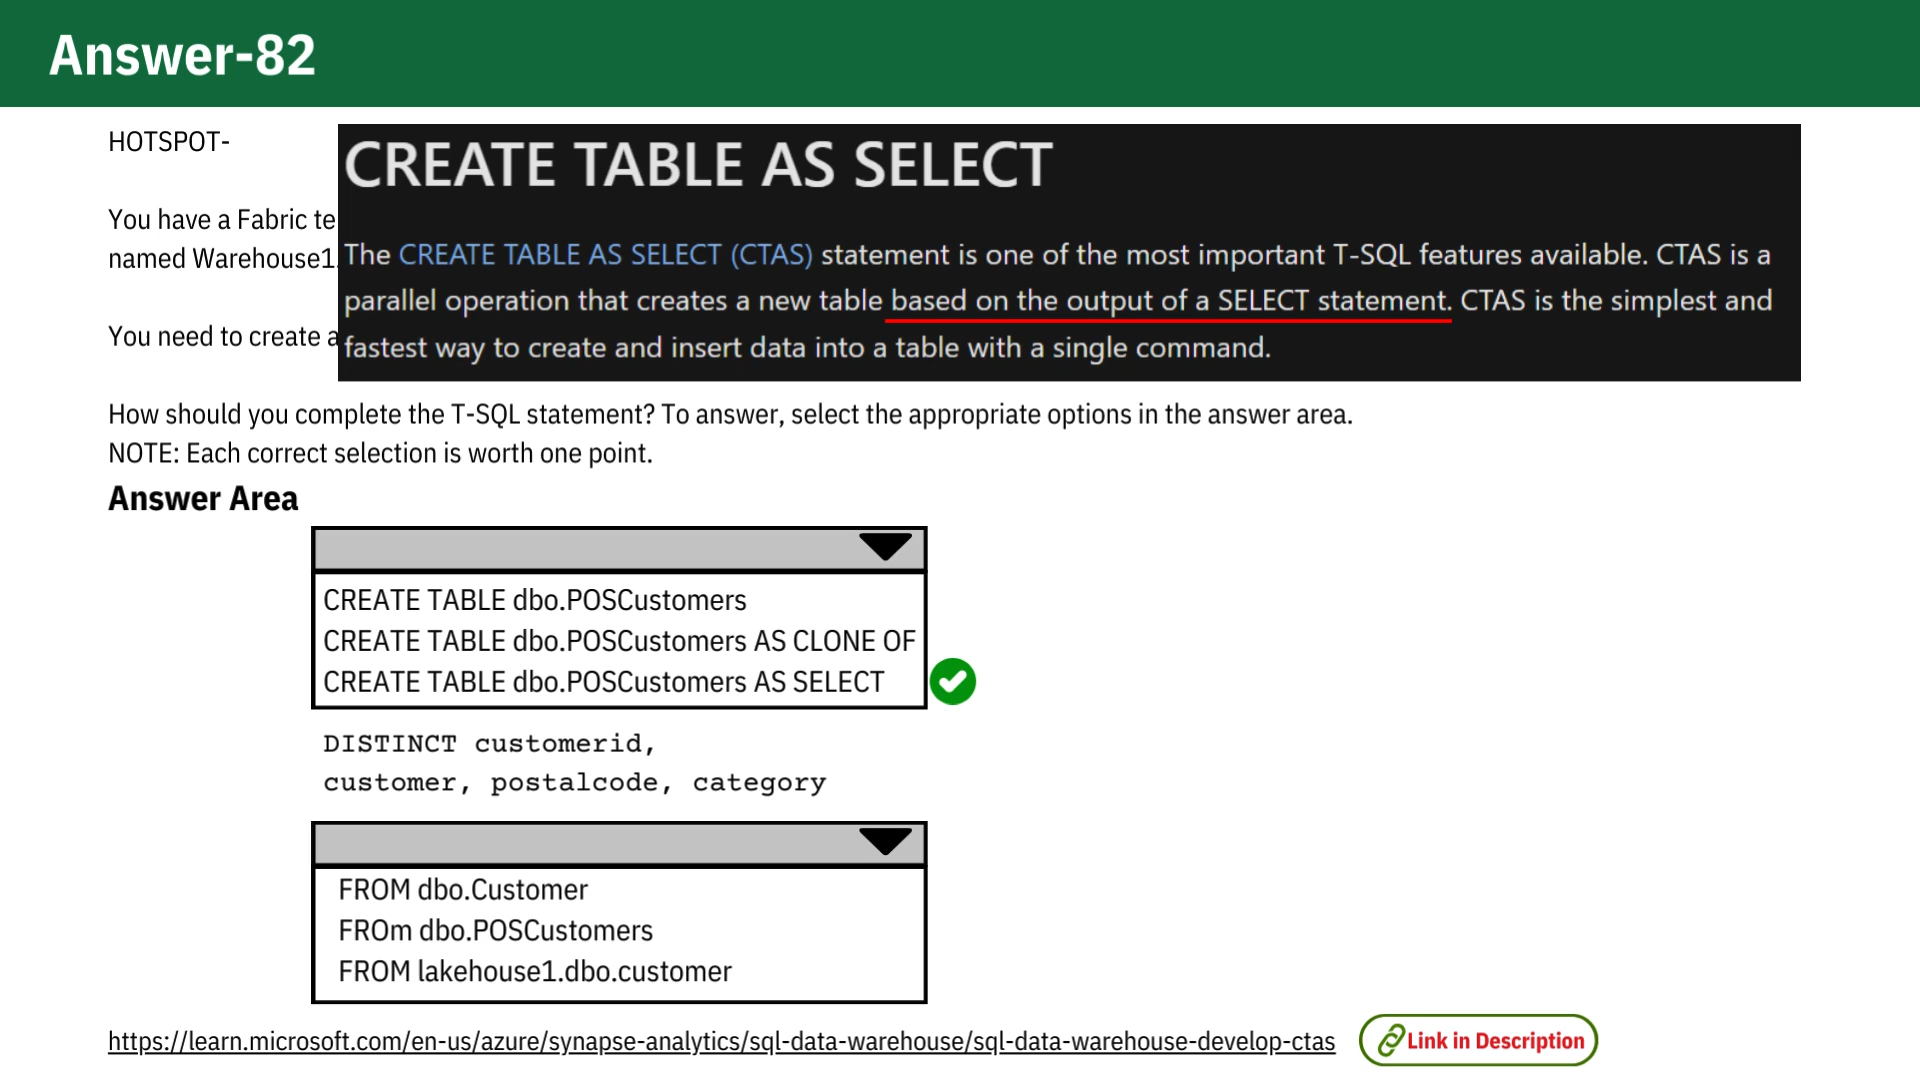 Answer-82
HOTSPOT-
CREATE TABLE AS SELECT
You have a Fabric te
named Warehouse1.
The CREATE TABLE AS SELECT (CTAS) statement is one of the most important T-SQL features available. CTAS is a
parallel operation that creates a new table based on the output of a SELECT statement. CTAS is the simplest and
You need to create a
fastest way to create and insert data into a table with a single command.
How should you complete the T-SQL statement? To answer, select the appropriate options in the answer area.
NOTE: Each correct selection is worth one point.
Answer Area
CREATE TABLE dbo.POSCustomers
CREATE TABLE dbo.POSCustomers AS CLONE OF
CREATE TABLE dbo.POSCustomers AS SELECT
DISTINCT customerid,
customer, postalcode, category
FROM dbo.Customer
FROm dbo.POSCustomers
FROM lakehouse1.dbo.customer
https://learn.microsoft.com/en-us/azure/synapse-analytics/sql-data-warehouse/sql-data-warehouse-develop-ctas
Link in Description